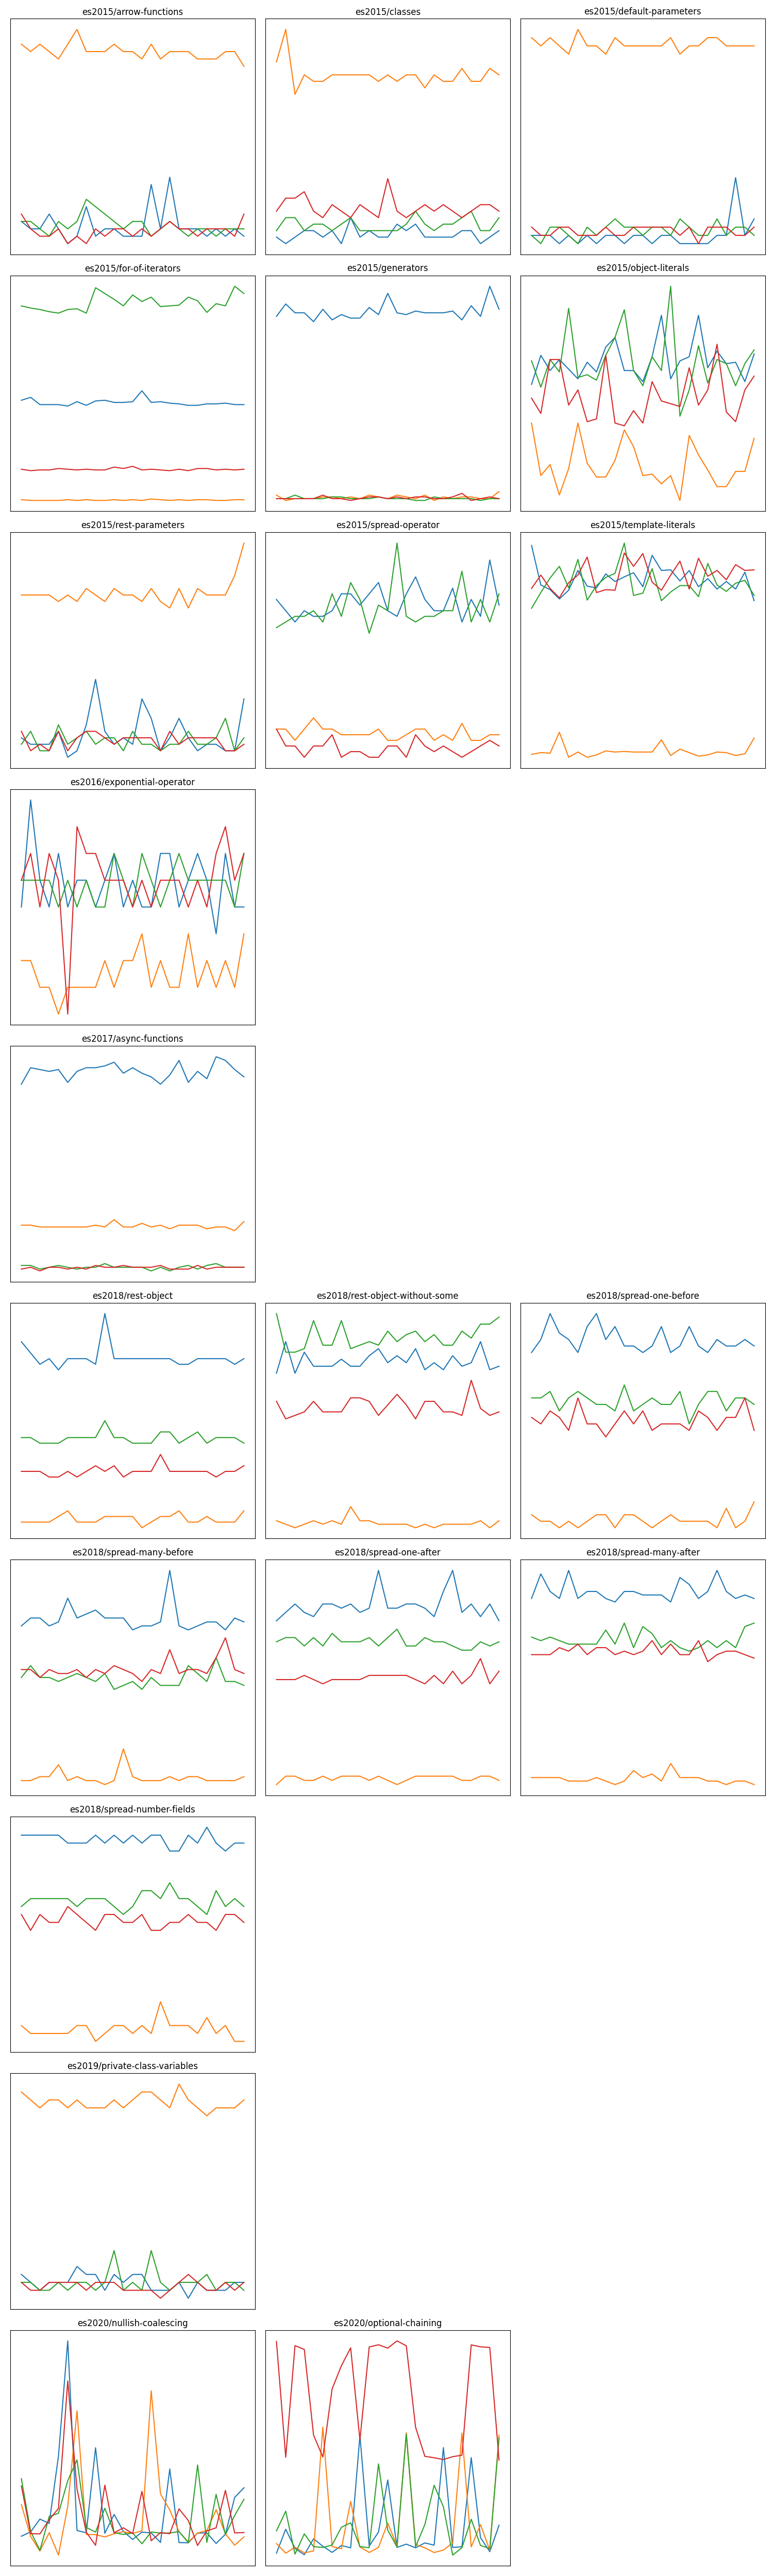 es2015/arrow-functions
es2015/classes
es2015/default-parameters
es2015/for-of-iterators
es2015/generators
es2015/object-literals
es2015/rest-parameters
es2015/spread-operator
es2015/template-literals
es2016/exponential-operator
es2017/async-functions
es2018/rest-object
es2018/rest-object-without-some
es2018/spread-one-before
es2018/spread-many-before
es2018/spread-one-after
es2018/spread-many-after
es2018/spread-number-fields
es2019/private-class-variables
es2020/nullish-coalescing
es2020/optional-chaining